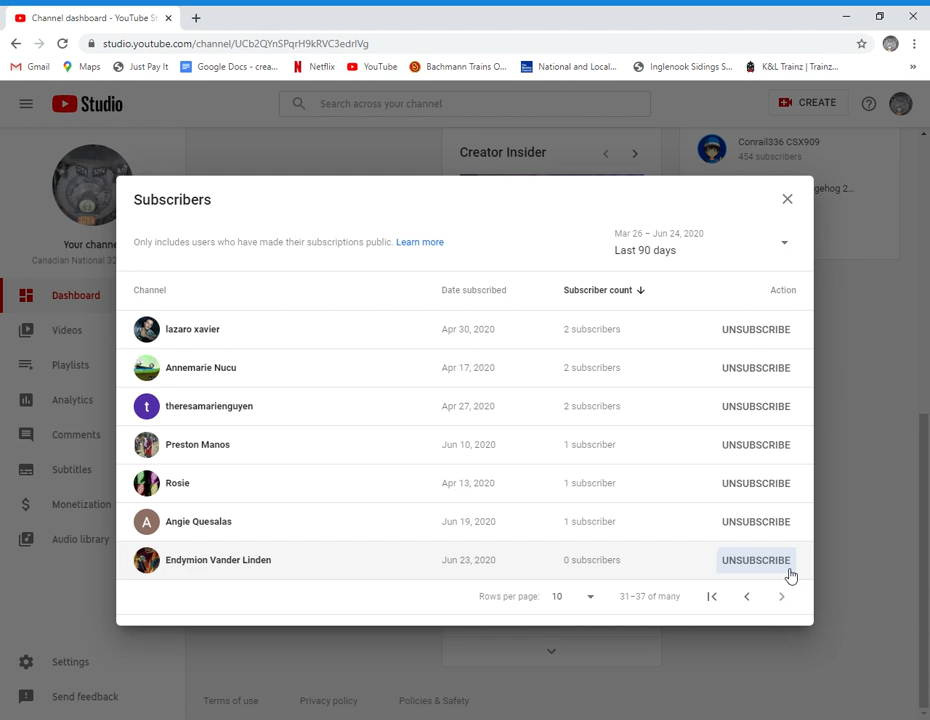 Channel dashboard - YouTube St
studio.youtube.com/channel/UCb2QYnSPqrH9kRVC3edrlVg
Gmail Maps Just Pay It Google Docs - crea... Netflix YouTube Bachmann Trains O... National and Local... Inglenook Sidings S... K&L Trainz | Trainz... »
Studio
Search across your channel
CREATE
Creator Insider
Conrail336 CSX909
454 subscribers
gehog 2...
Your channe
Canadian National 32
Dashboard
Videos
Playlists
Analytics
Comments
Subtitles
Monetization
Audio library
Settings
Send feedback
Subscribers
Only includes users who have made their subscriptions public. Learn more
Mar 26 – Jun 24, 2020
Last 90 days
Channel Date subscribed Subscriber count Action
lazaro xavier Apr 30, 2020 2 subscribers UNSUBSCRIBE
Annemarie Nucu Apr 17, 2020 2 subscribers UNSUBSCRIBE
t theresamarienguyen Apr 27, 2020 2 subscribers UNSUBSCRIBE
Preston Manos Jun 10, 2020 1 subscriber UNSUBSCRIBE
Rosie Apr 13, 2020 1 subscriber UNSUBSCRIBE
A Angie Quesalas Jun 19, 2020 1 subscriber UNSUBSCRIBE
Endymion Vander Linden Jun 23, 2020 0 subscribers UNSUBSCRIBE
Rows per page: 10 31–37 of many
Terms of use Privacy policy Policies & Safety